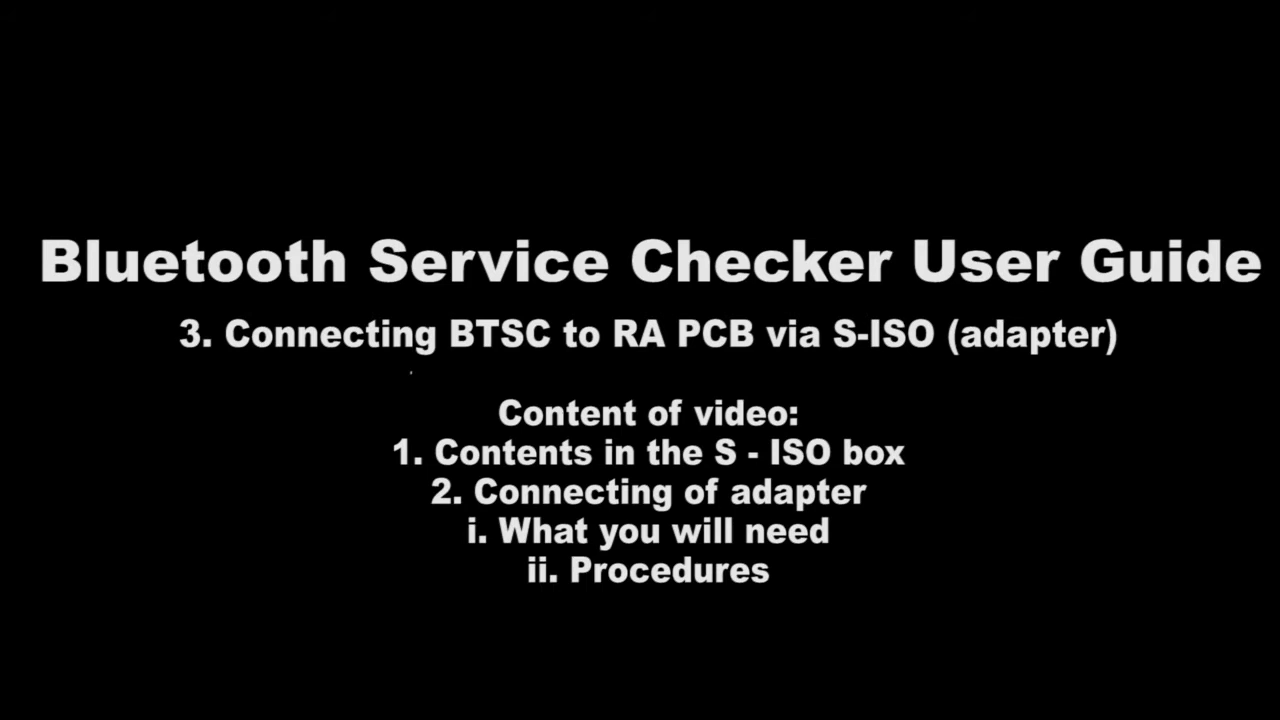 Bluetooth Service Checker User Guide
3. Connecting BTSC to RA PCB via S-ISO (adapter)
Content of video:
1. Contents in the S - ISO box
2. Connecting of adapter
i. What you will need
ii. Procedures